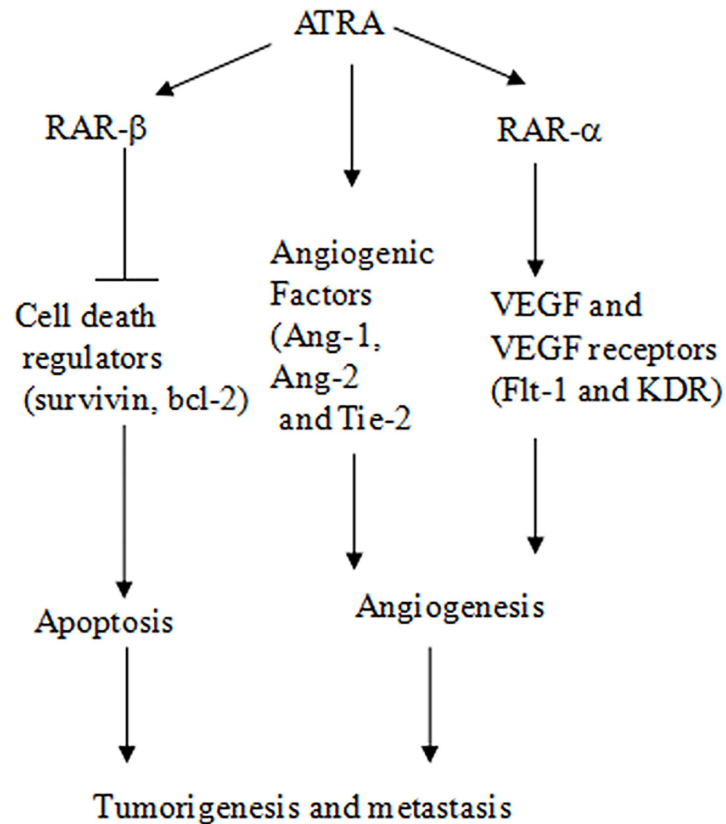 ATRA
RAR-β
RAR-α
Cell death
regulators
(survivin, bcl-2)
Angiogenic
Factors
(Ang-1,
Ang-2
and Tie-2
VEGF and
VEGF receptors
(Flt-1 and KDR)
Apoptosis
Angiogenesis
Tumorigenesis and metastasis